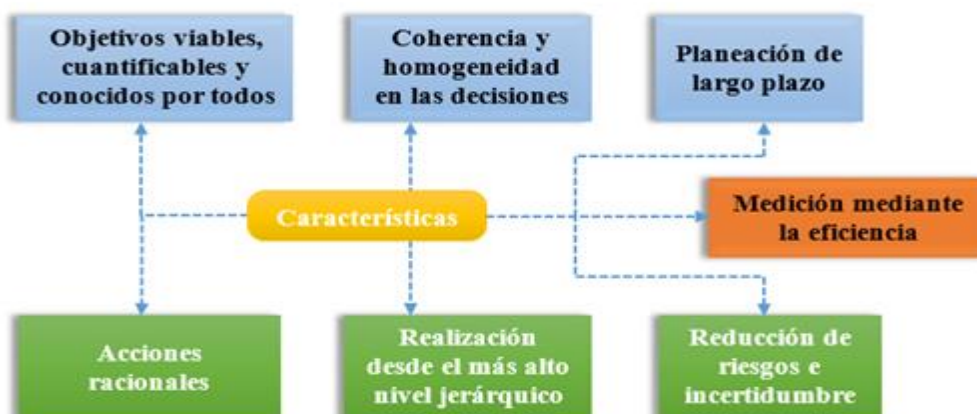 Objetivos viables,
cuantificables y
conocidos por todos
Coherencia y
homogeneidad
en las decisiones
Planeación de
largo plazo
Características
Medición mediante
la eficiencia
Acciones
racionales
Realización
desde el más alto
nivel jerárquico
Reducción de
riesgos e
incertidumbre